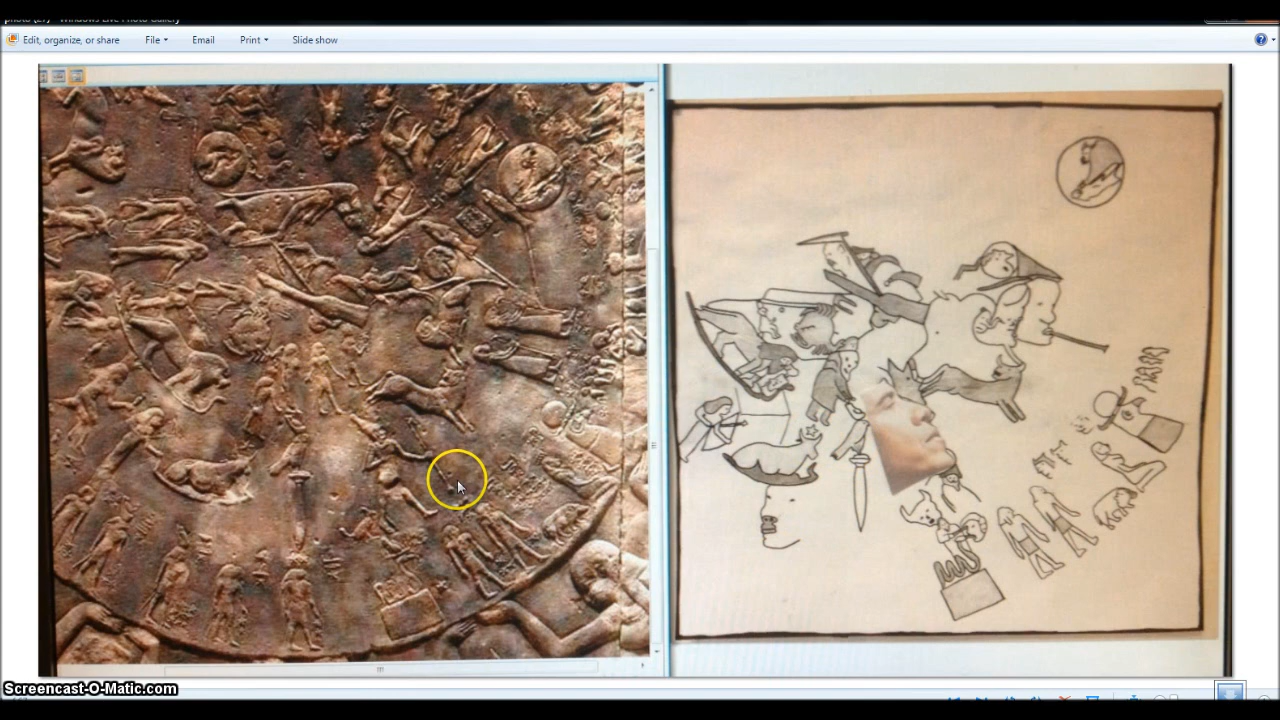 Edit, organize, or share File Email Print Slide show
Screencast-O-Matic.com